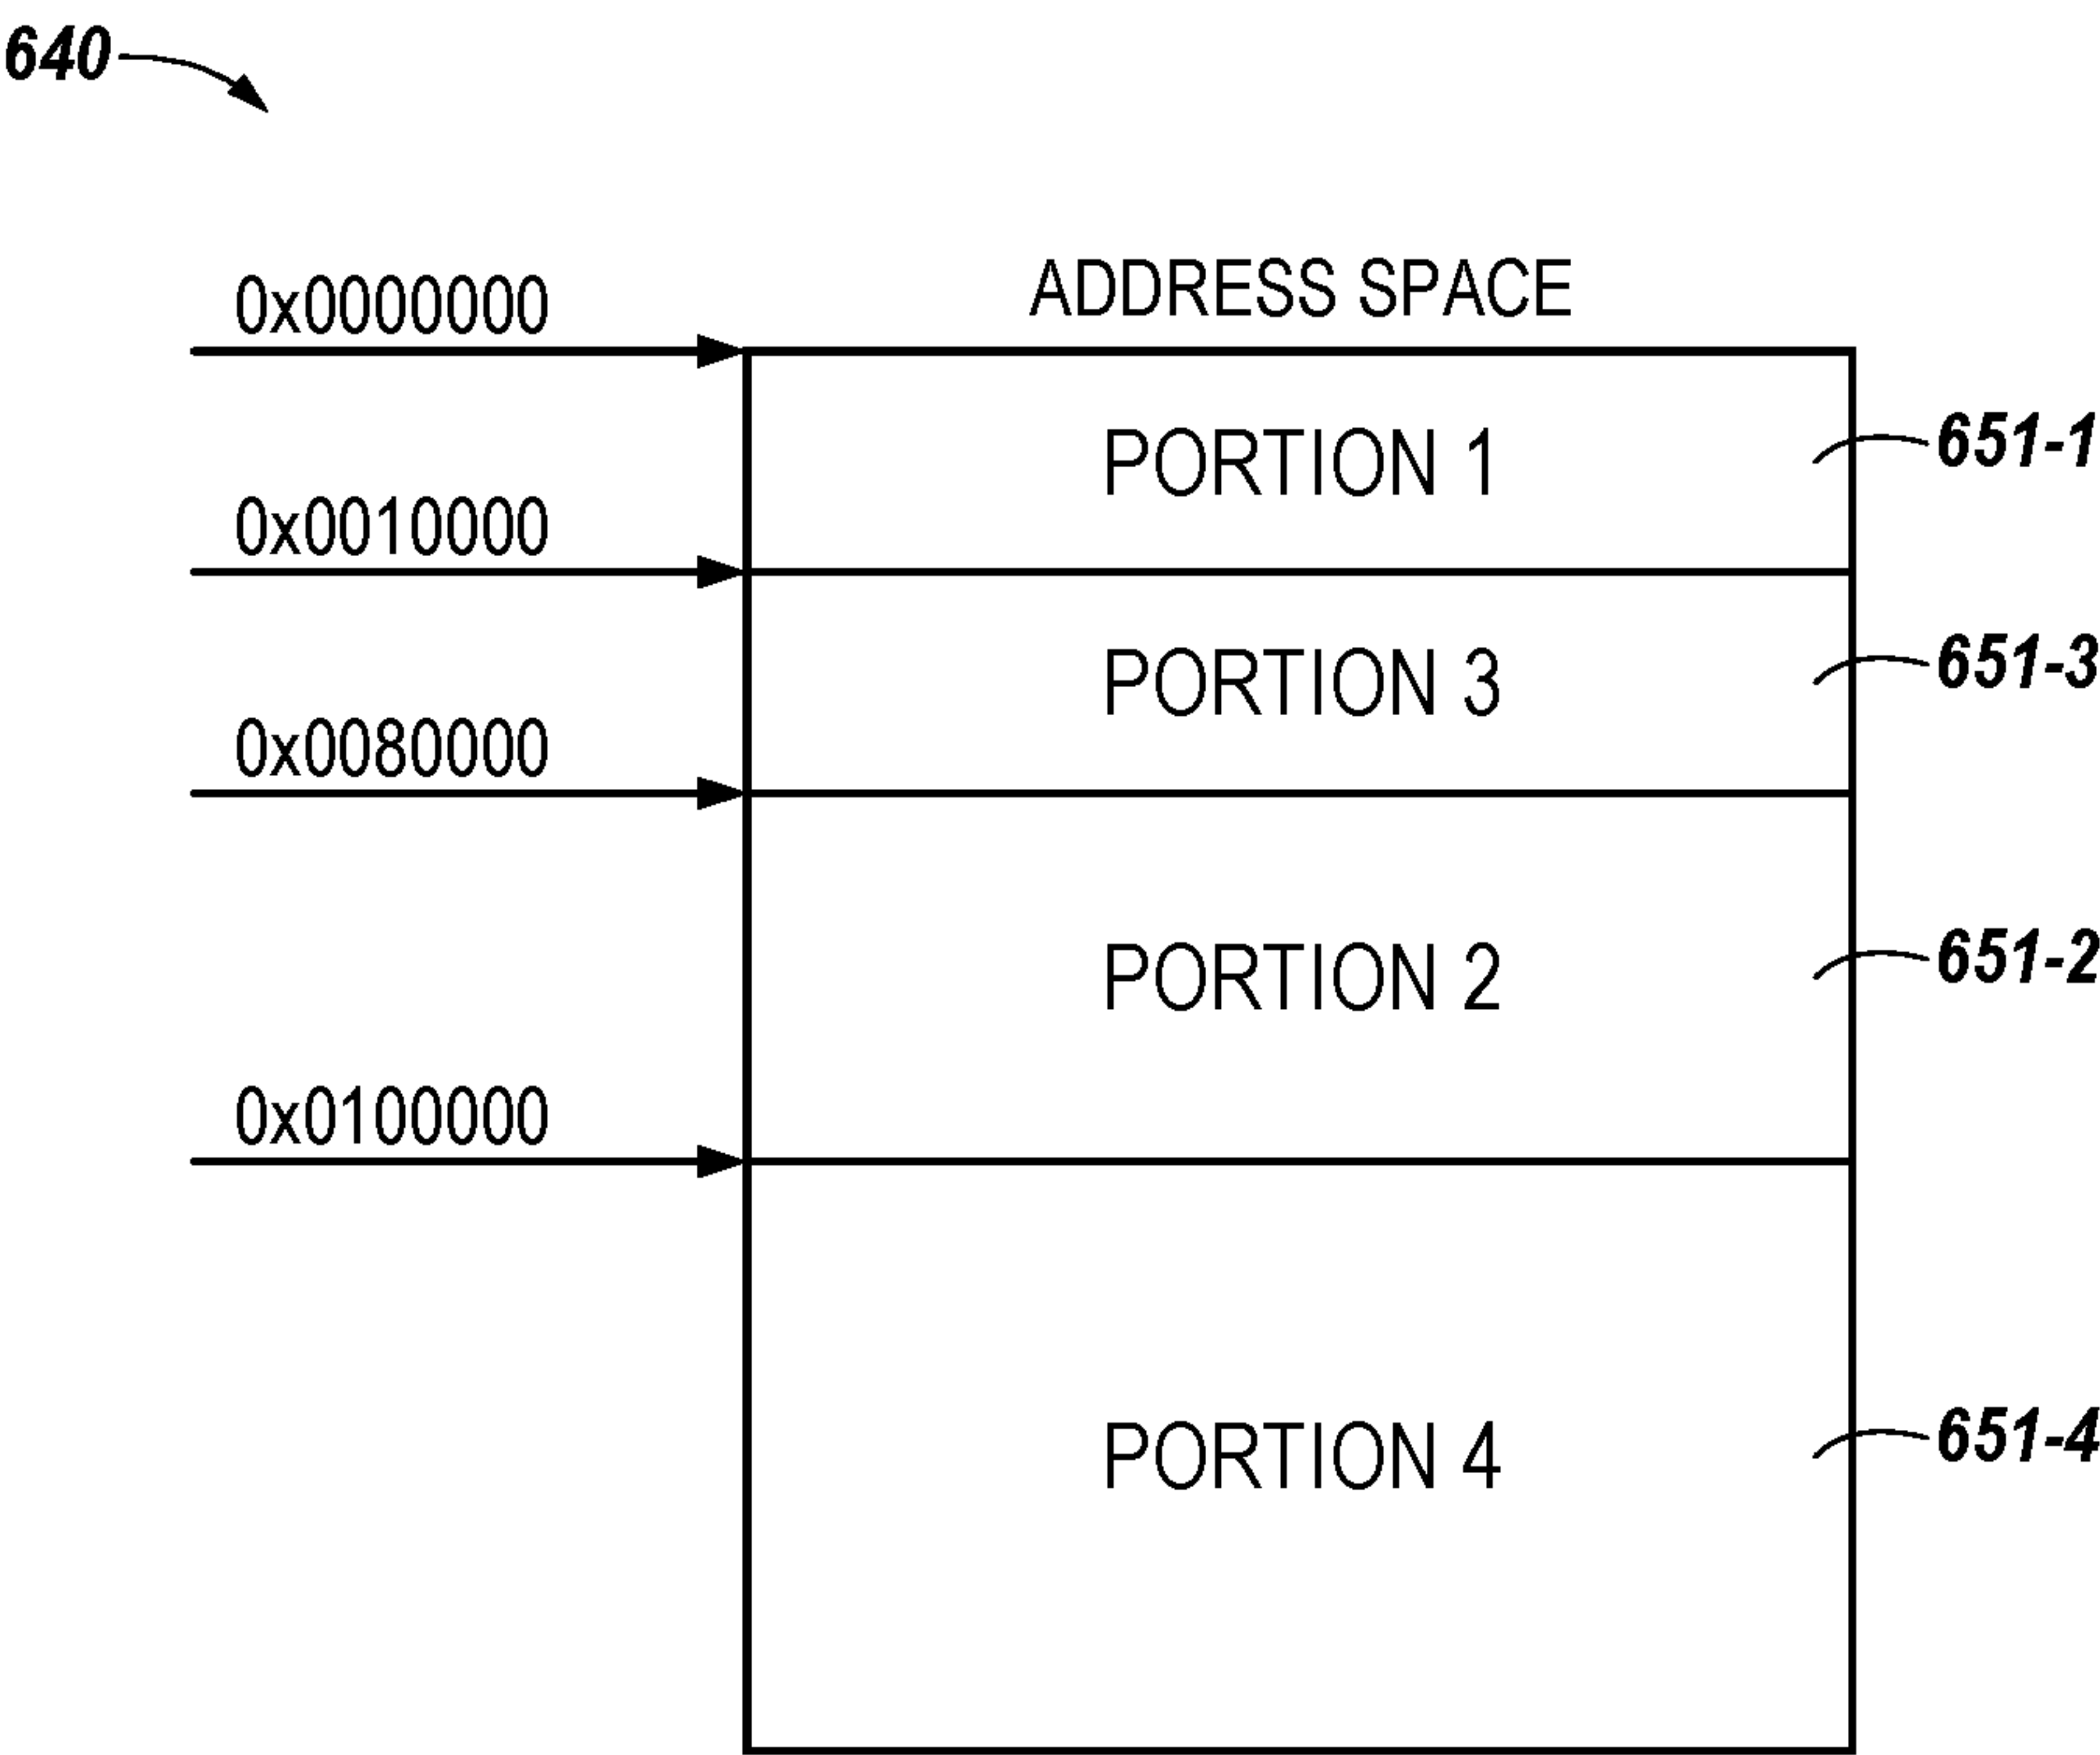 640
ADDRESS SPACE
0x0000000
PORTION 1
651-1
0x0010000
PORTION 3
651-3
0x0080000
PORTION 2
651-2
0x0100000
PORTION 4
651-4